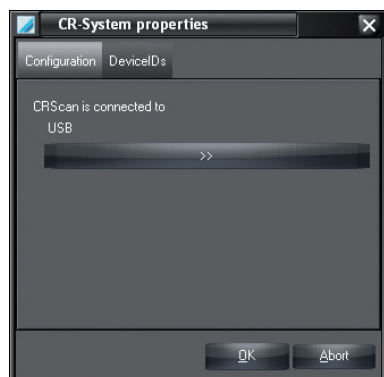 CR-System properties
Configuration DeviceIDs
CRScan is connected to
USB
>>
OK Abort